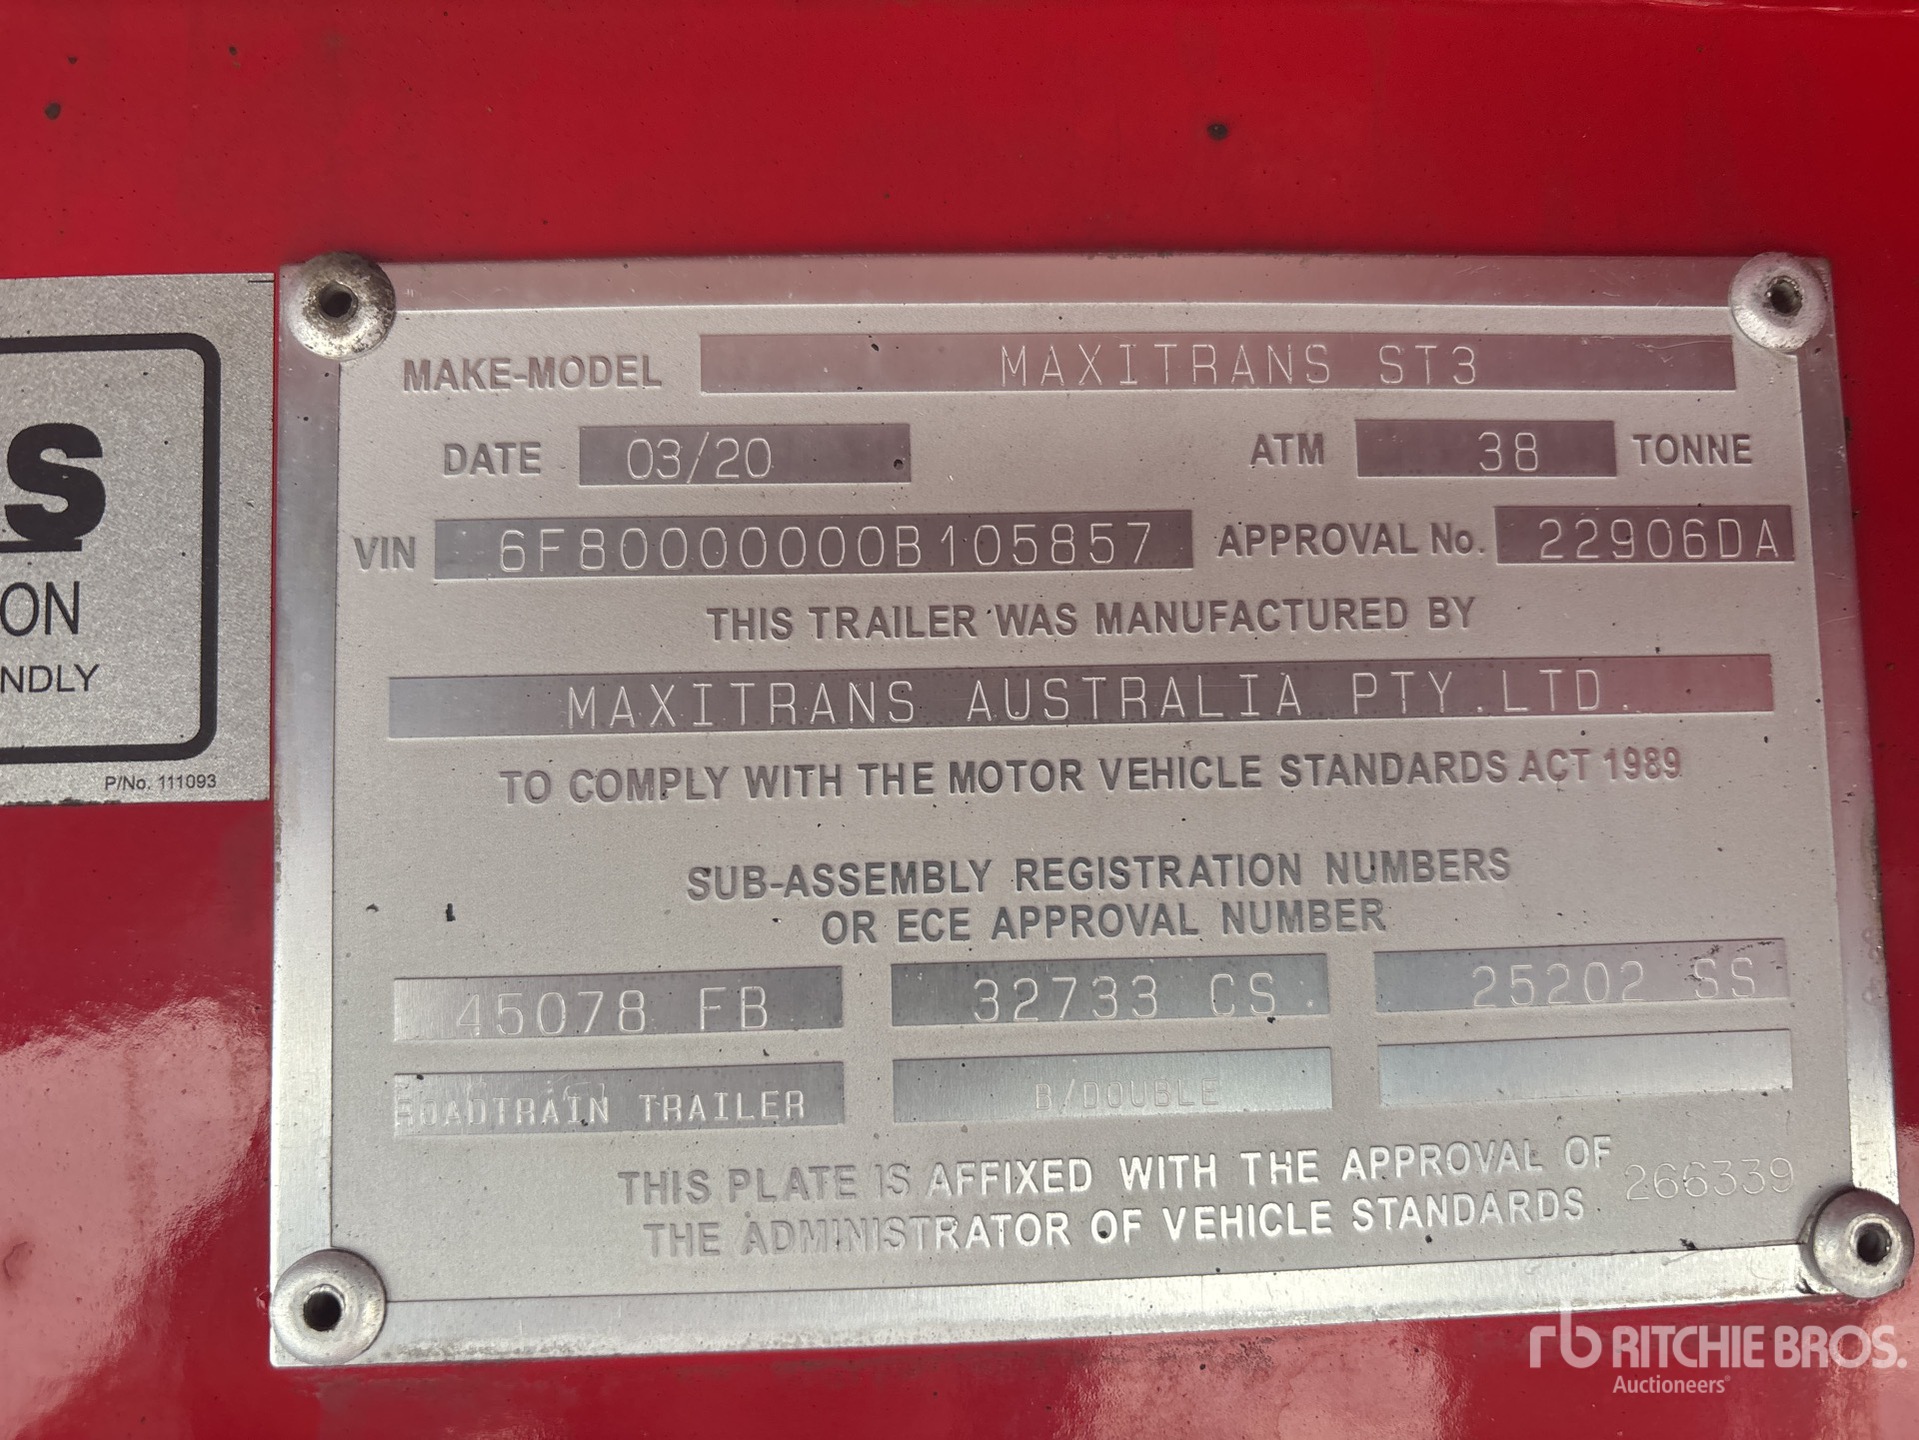 MAKE-MODEL MAXITRANS ST3
DATE 03/20 ATM 38 TONNE
VIN 6F80000000B105857 APPROVAL No. 22906DA
THIS TRAILER WAS MANUFACTURED BY
MAXITRANS AUSTRALIA PTY.LTD.
TO COMPLY WITH THE MOTOR VEHICLE STANDARDS ACT 1989
SUB-ASSEMBLY REGISTRATION NUMBERS
OR ECE APPROVAL NUMBER
45078 FB 32733 CS 25202 SS
ROADTRAIN TRAILER B/DOUBLE
THIS PLATE IS AFFIXED WITH THE APPROVAL OF
THE ADMINISTRATOR OF VEHICLE STANDARDS
266339
S
ON
NDLY
P/No. 111093
rb RITCHIE BROS.
Auctioneers